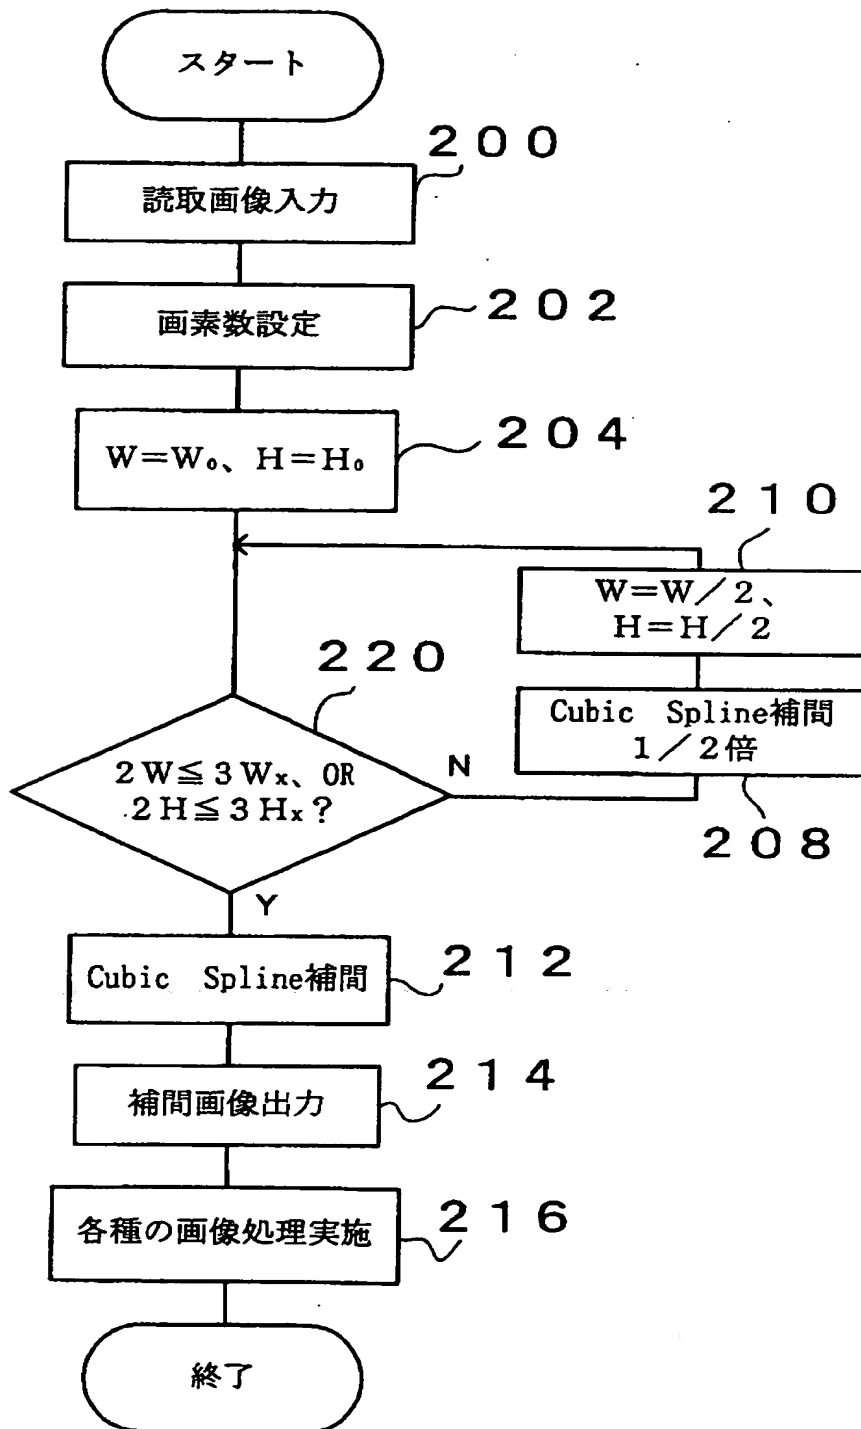 スタート
200
読取画像入力
202
画素数設定
204
W=W₀、H=H₀
210
W=W/2、
H=H/2
220
Cubic Spline補間
1/2倍
208
2W≦3Wₓ、OR
2H≦3Hₓ?
N
Y
212
Cubic Spline補間
214
補間画像出力
216
各種の画像処理実施
終了